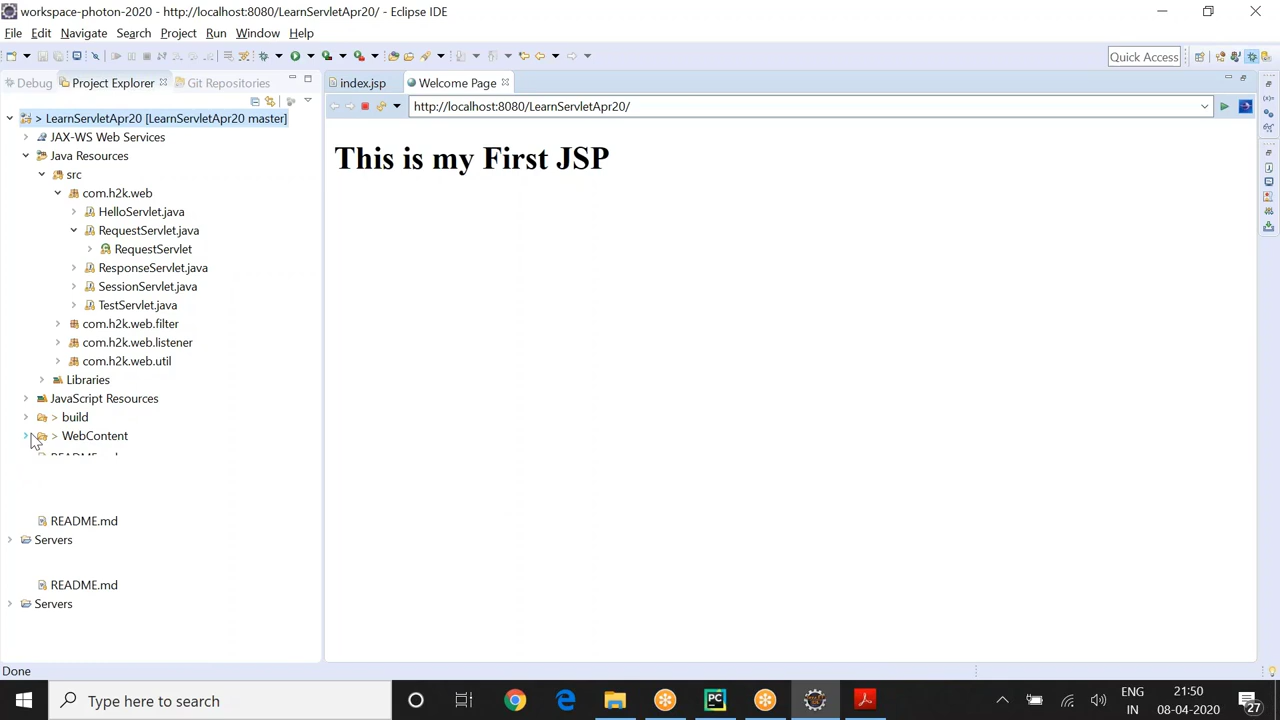 workspace-photon-2020 - http://localhost:8080/LearnServletApr20/ - Eclipse IDE
File Edit Navigate Search Project Run Window Help
Quick Access
Debug Project Explorer Git Repositories
index.jsp Welcome Page
http://localhost:8080/LearnServletApr20/
> LearnServletApr20 [LearnServletApr20 master]
JAX-WS Web Services
Java Resources
src
com.h2k.web
HelloServlet.java
RequestServlet.java
RequestServlet
ResponseServlet.java
SessionServlet.java
TestServlet.java
com.h2k.web.filter
com.h2k.web.listener
com.h2k.web.util
Libraries
JavaScript Resources
> build
> WebContent
README.md
Servers
README.md
Servers
This is my First JSP
Done
Type here to search
PC
ENG
IN
21:50
08-04-2020
27